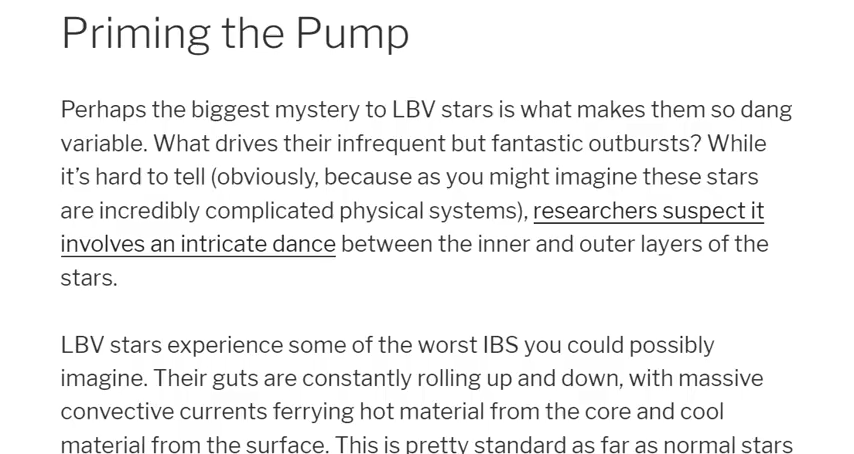 Priming the Pump
Perhaps the biggest mystery to LBV stars is what makes them so dang
variable. What drives their infrequent but fantastic outbursts? While
it’s hard to tell (obviously, because as you might imagine these stars
are incredibly complicated physical systems), researchers suspect it
involves an intricate dance between the inner and outer layers of the
stars.
LBV stars experience some of the worst IBS you could possibly
imagine. Their guts are constantly rolling up and down, with massive
convective currents ferrying hot material from the core and cool
material from the surface. This is pretty standard as far as normal stars